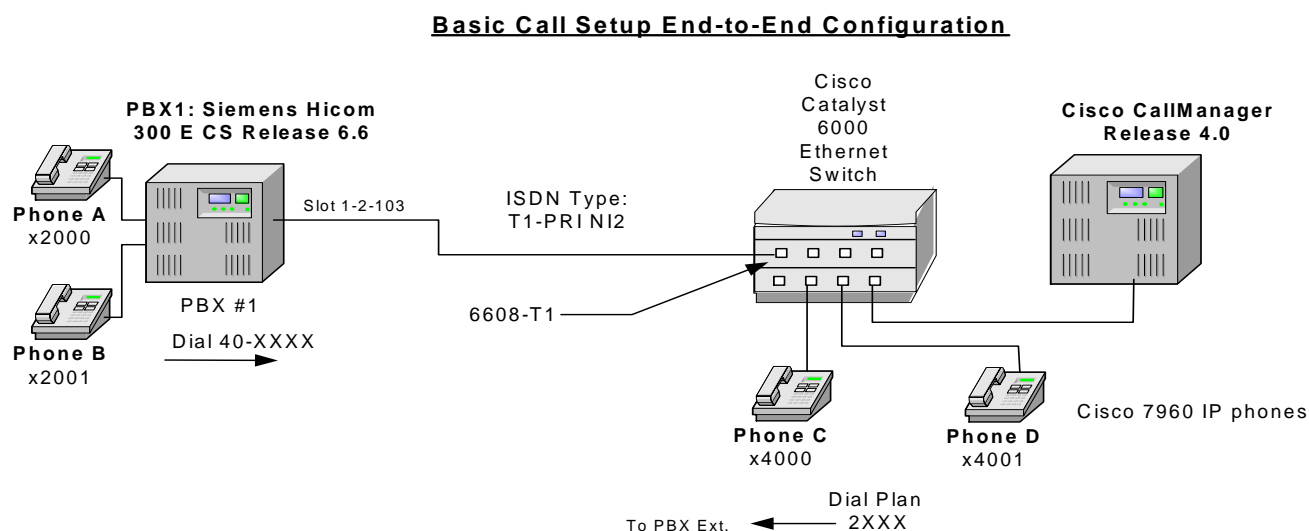 Basic Call Setup End-to-End Configuration
PBX1: Siemens Hicom
300 E CS Release 6.6
Cisco
Catalyst
6000
Ethernet
Switch
Cisco CallManager
Release 4.0
Phone A
x2000
Slot 1-2-103
ISDN Type:
T1-PRI NI2
PBX #1
6608-T1
Phone B
x2001
Dial 40-XXXX
Phone C
x4000
Phone D
x4001
Cisco 7960 IP phones
Dial Plan
To PBX Ext.
2XXX